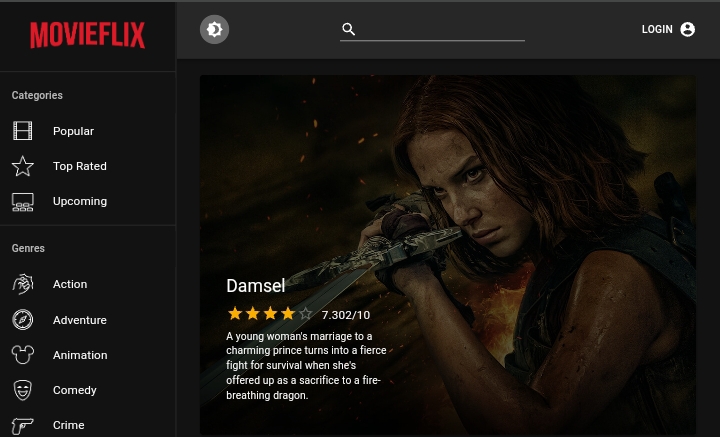 MOVIEFLIX
LOGIN
Categories
Popular
Top Rated
Upcoming
Genres
Action
Adventure
Animation
Comedy
Crime
Damsel
7.302/10
A young woman's marriage to a
charming prince turns into a fierce
fight for survival when she's
offered up as a sacrifice to a fire-
breathing dragon.